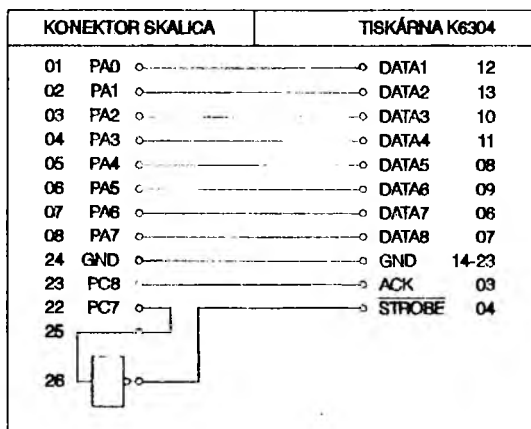 KONEKTOR SKALICA TISKÁRNA K6304
01 PA0 DATA1 12
02 PA1 DATA2 13
03 PA2 DATA3 10
04 PA3 DATA4 11
05 PA4 DATA5 08
06 PA5 DATA6 09
07 PA6 DATA7 06
08 PA7 DATA8 07
24 GND GND 14-23
23 PC8 ACK 03
22 PC7 STROBE 04
25
26